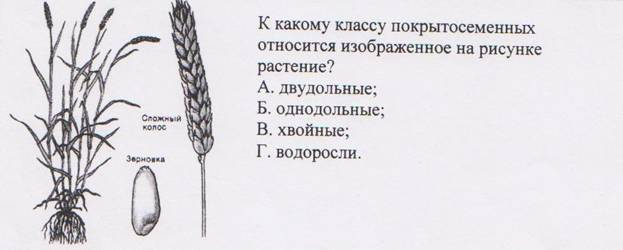 Сложный
колос
Зерновка
К какому классу покрытосеменных
относится изображенное на рисунке
растение?
А. двудольные;
Б. однодольные;
В. хвойные;
Г. водоросли.